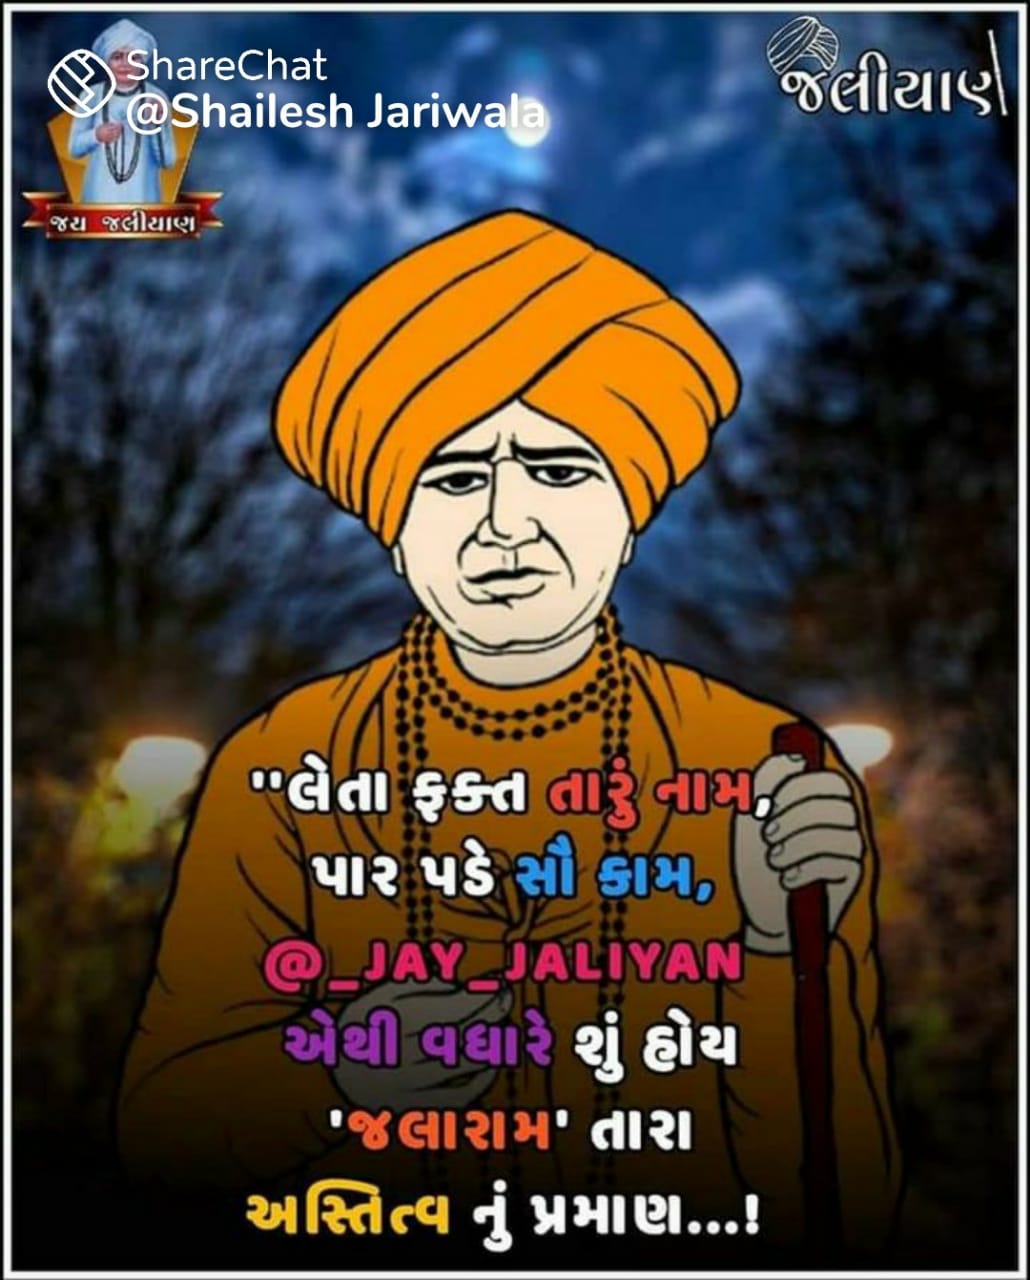 ShareChat
@Shailesh Jariwala
જલીયાણ
જય જલીયાણ
"લેતા ફક્ત તારું નામ,
પાર પડે સૌ કામ,
@_JAY_JALIYAN
એથી વધારે શું હોય
'જલારામ' તારા
અસ્તિત્વ નું પ્રમાણ...!